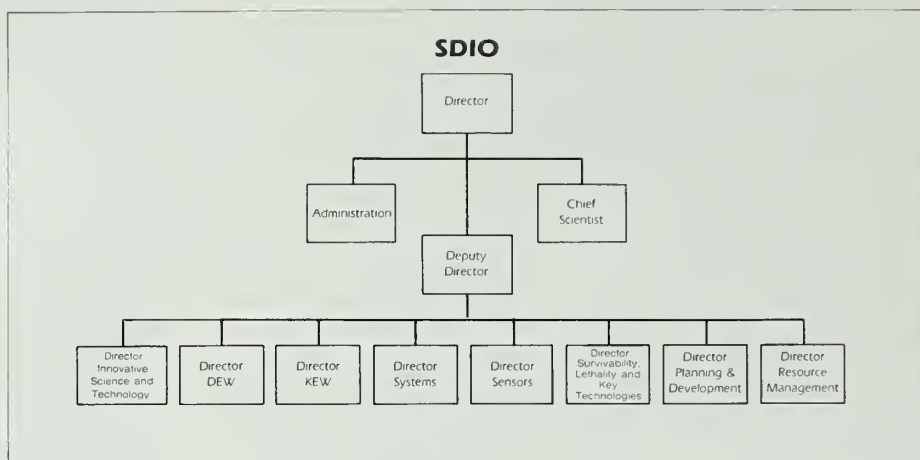 SDIO
Director
Administration
Chief
Scientist
Deputy
Director
Director
Innovative
Science and
Technology
Director
DEW
Director
KEW
Director
Systems
Director
Sensors
Director
Survivability,
Lethality and
Key
Technologies
Director
Planning &
Development
Director
Resource
Management